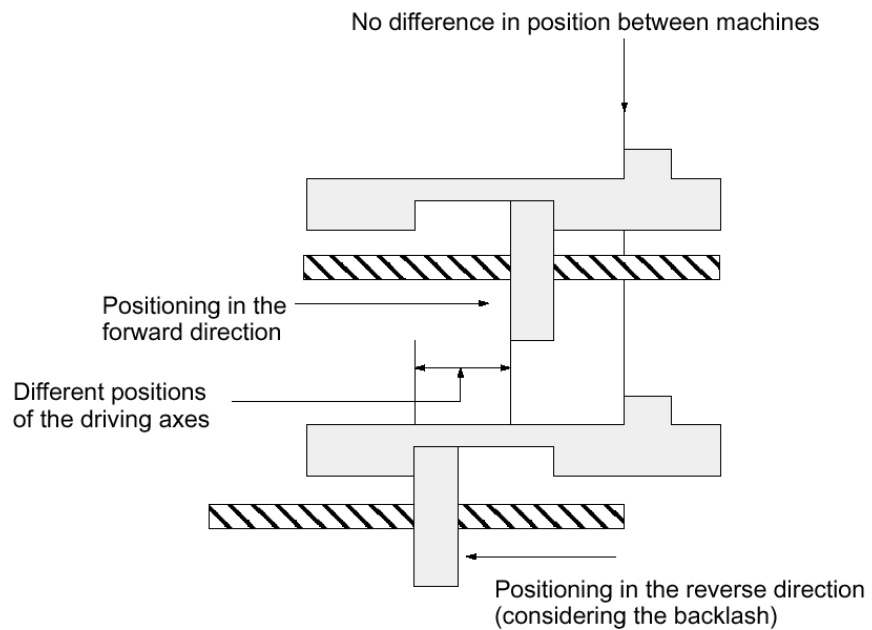 No difference in position between machines
Positioning in the
forward direction
Different positions
of the driving axes
Positioning in the reverse direction
(considering the backlash)